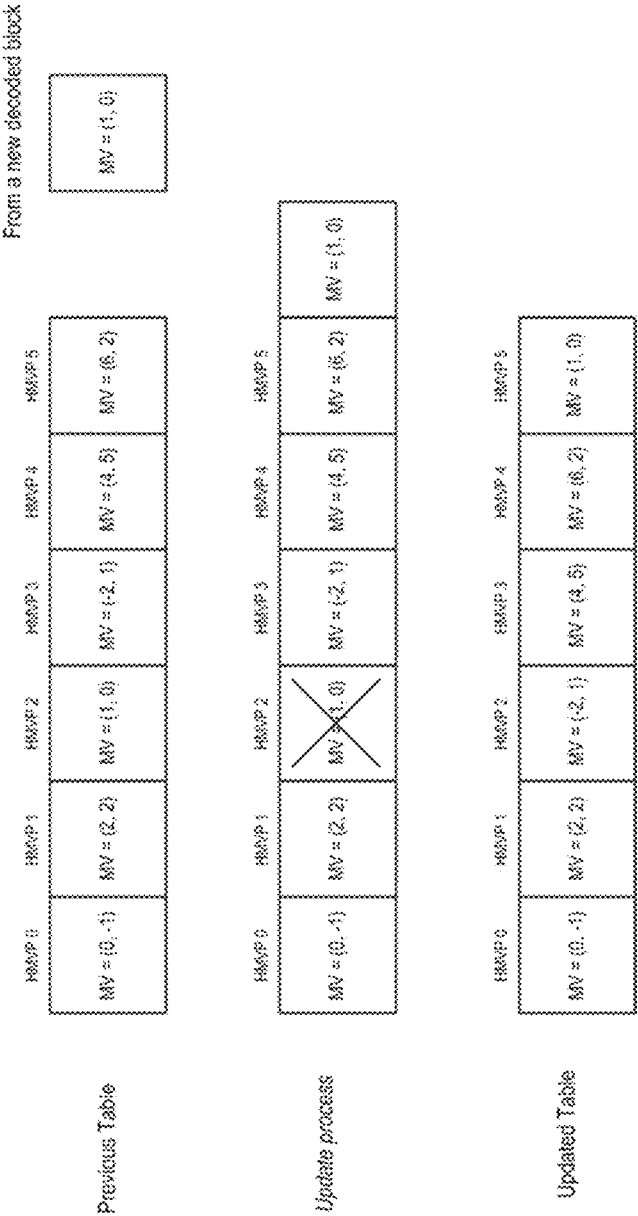 From a new decoded block
HMVP 0 HMVP 1 HMVP 2 HMVP 3 HMVP 4 HMVP 5
Previous Table MV = (0, -1) MV = (2, 2) MV = (1, 0) MV = (-2, 1) MV = (4, 5) MV = (6, 2) MV = (1, 0)
HMVP 0 HMVP 1 HMVP 2 HMVP 3 HMVP 4 HMVP 5
Update process MV = (0, -1) MV = (2, 2) MV = (1, 0) MV = (-2, 1) MV = (4, 5) MV = (6, 2) MV = (1, 0)
HMVP 0 HMVP 1 HMVP 2 HMVP 3 HMVP 4 HMVP 5
Updated Table MV = (0, -1) MV = (2, 2) MV = (-2, 1) MV = (4, 5) MV = (6, 2) MV = (1, 0)